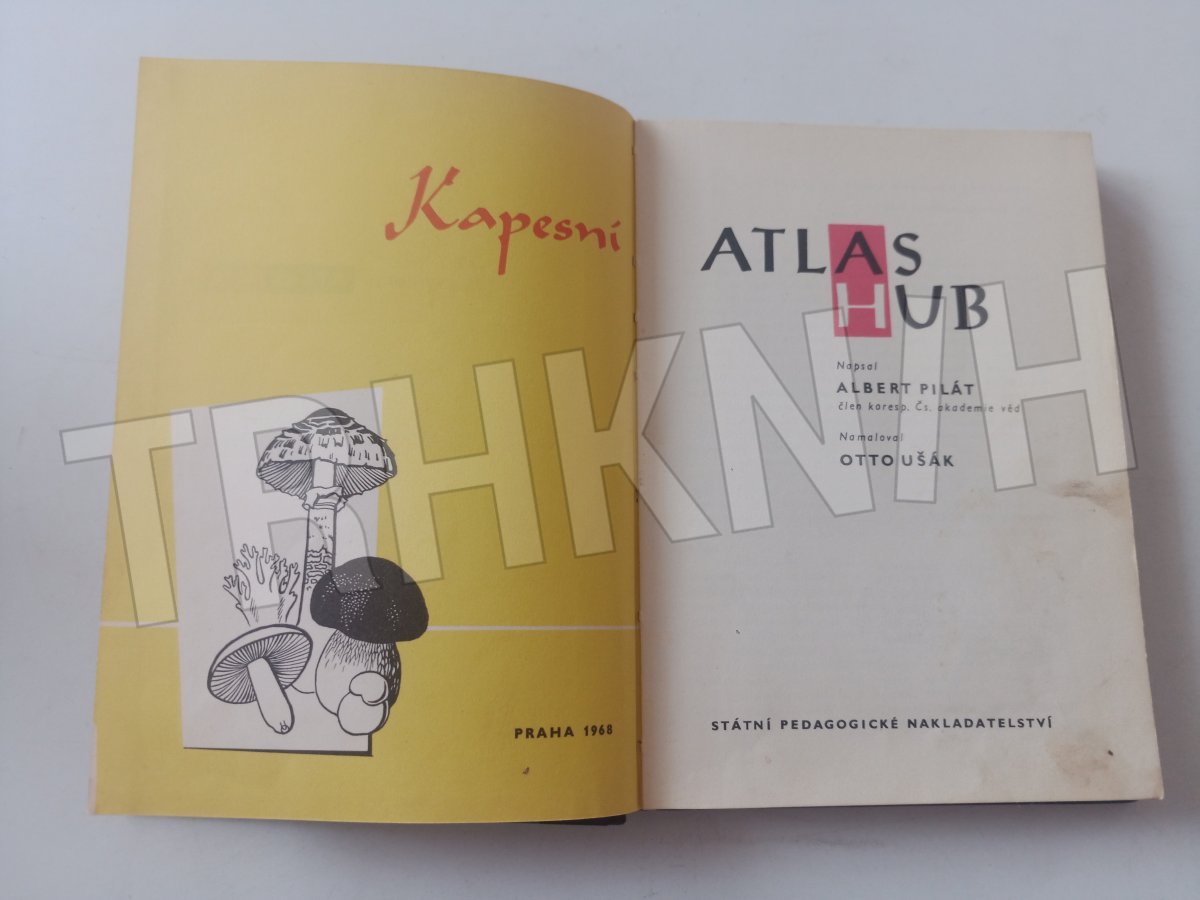 Kapesní
PRAHA 1968
ATLAS
HUB
Napsal
ALBERT PILÁT
člen koresp. Čs. akademie věd
Namaloval
OTTO UŠÁK
STÁTNÍ PEDAGOGICKÉ NAKLADATELSTVÍ
TRHKNIH